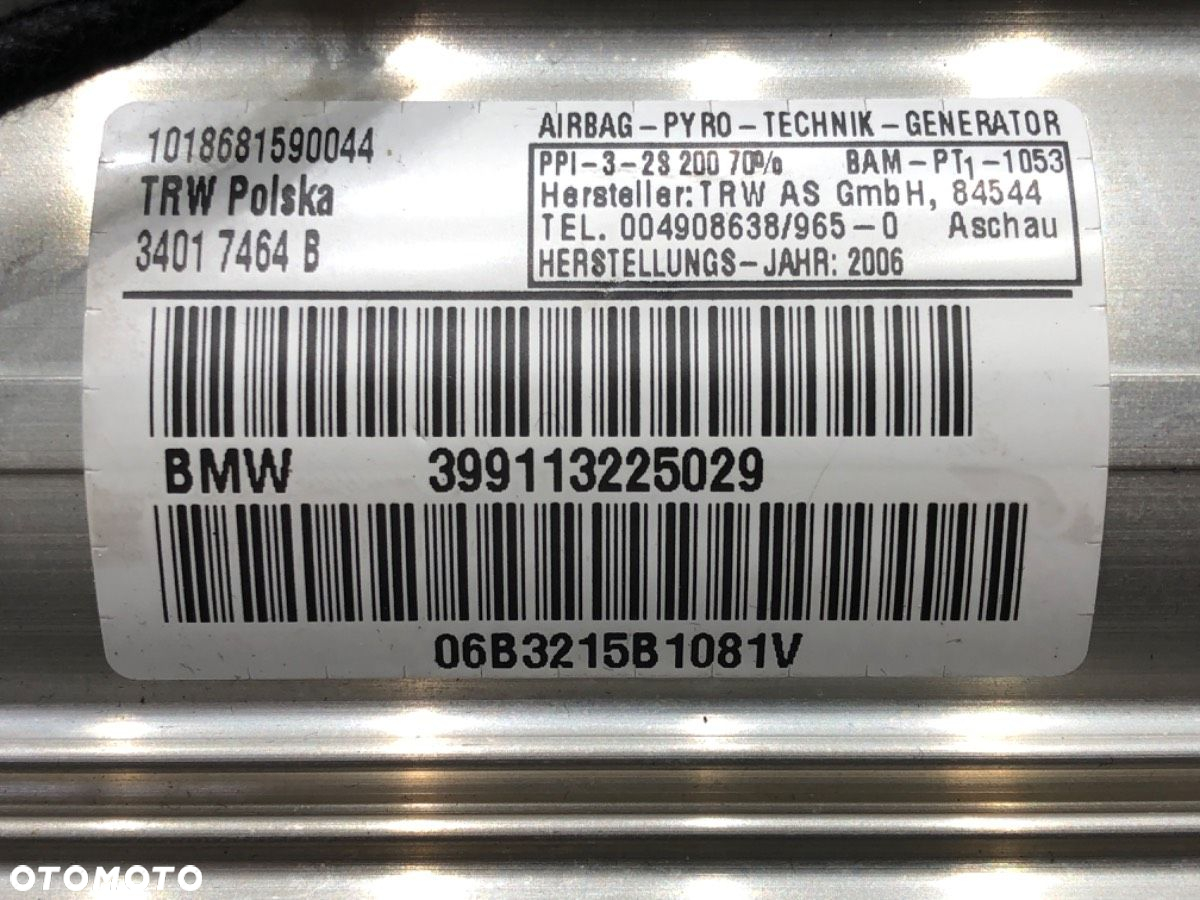 1018681590044
TRW Polska
3401 7464 B
AIRBAG-PYRO-TECHNIK-GENERATOR
PPI-3-2S 200 70% BAM-PT1-1053
Hersteller: TRW AS GmbH, 84544
TEL. 004908638/965-0 Aschau
HERSTELLUNGS-JAHR: 2006
BMW 399113225029
06B3215B1081V
OTOMOTO